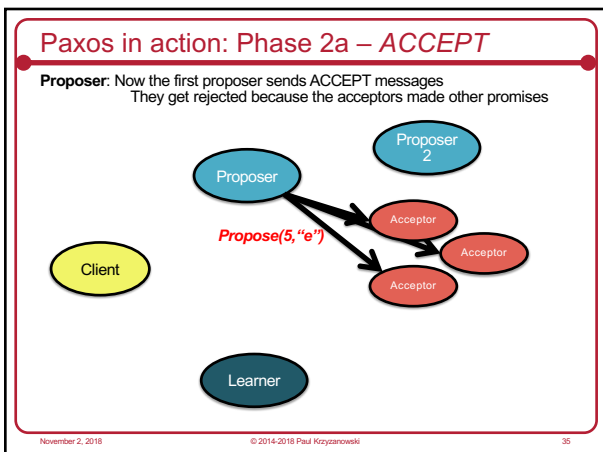 Paxos in action: Phase 2a – ACCEPT
Proposer: Now the first proposer sends ACCEPT messages
They get rejected because the acceptors made other promises
Proposer
2
Proposer
Acceptor
Propose(5,“e”)
Acceptor
Client
Acceptor
Learner
November 2, 2018
© 2014-2018 Paul Krzyzanowski
35